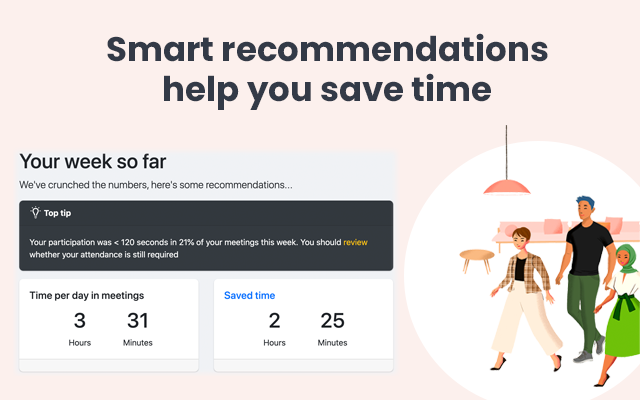 Smart recommendations
help you save time
Your week so far
We've crunched the numbers, here's some recommendations...
Top tip
Your participation was < 120 seconds in 21% of your meetings this week. You should review
whether your attendance is still required
Time per day in meetings
3 31
Hours Minutes
Saved time
2 25
Hours Minutes